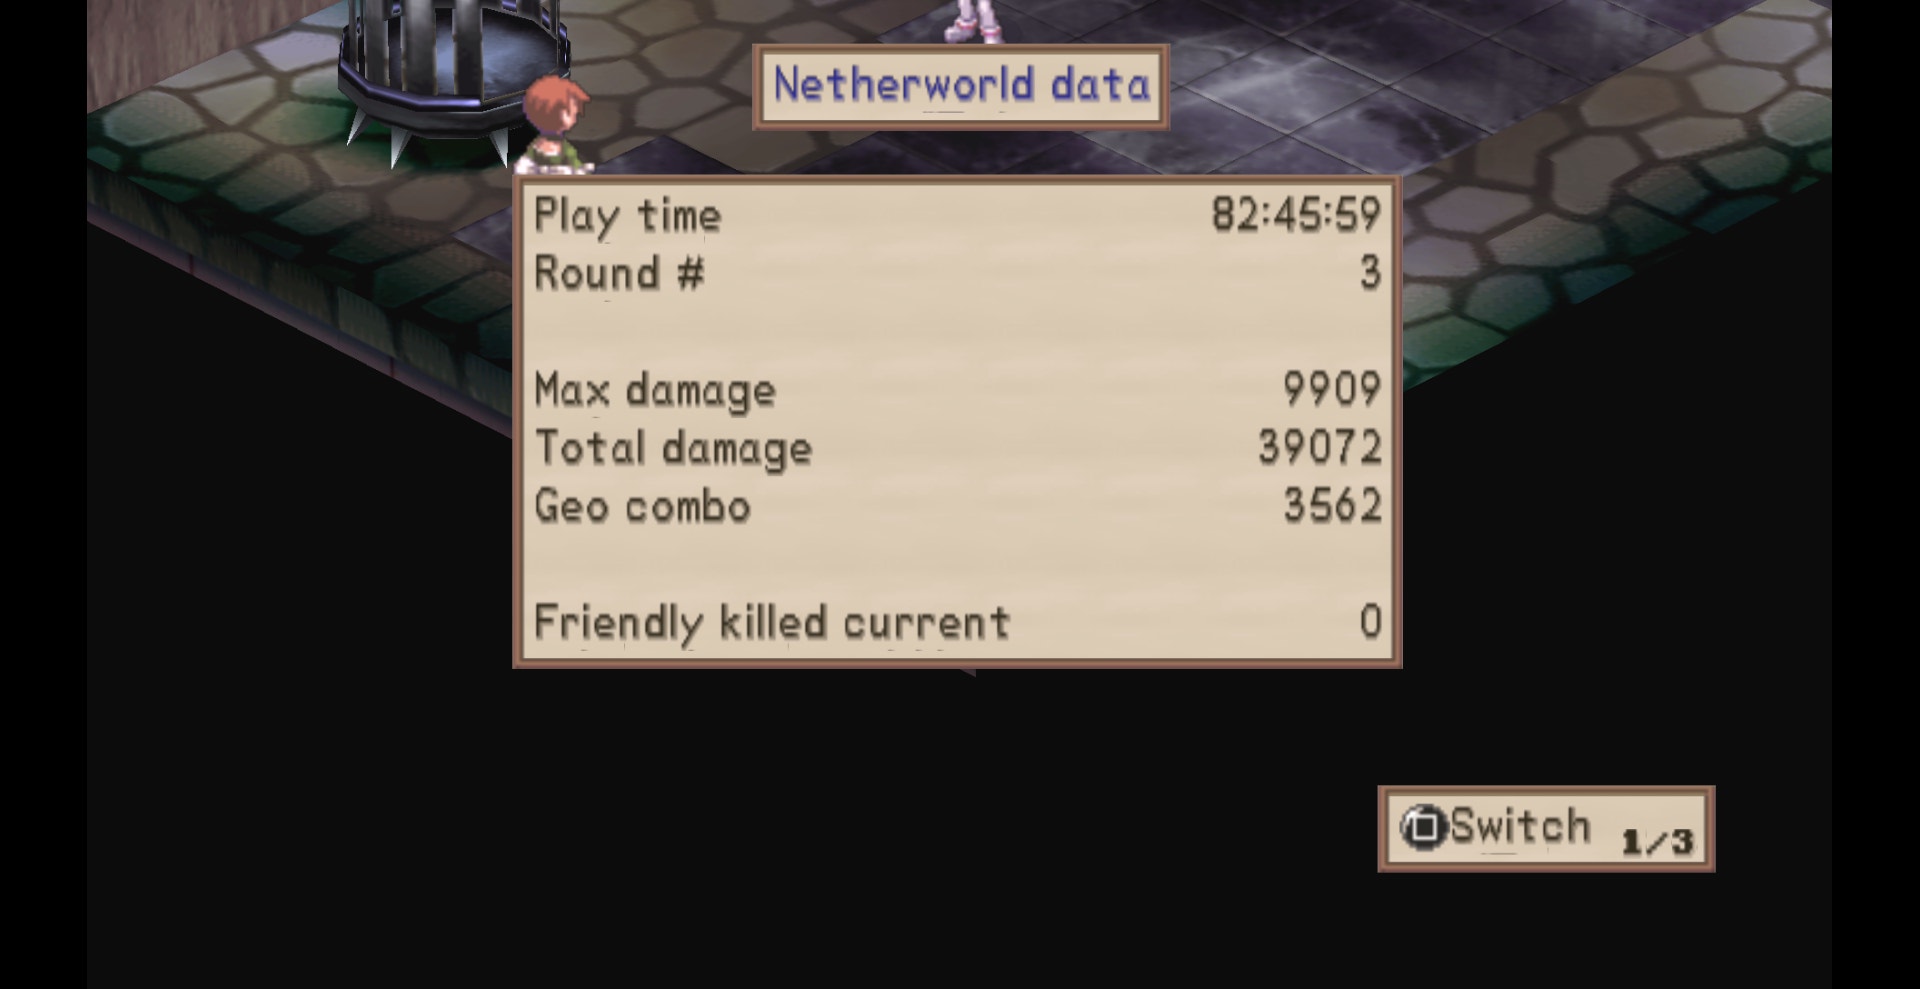 Netherworld data
Play time 82:45:59
Round # 3
Max damage 9909
Total damage 39072
Geo combo 3562
Friendly killed current 0
Switch 1/3